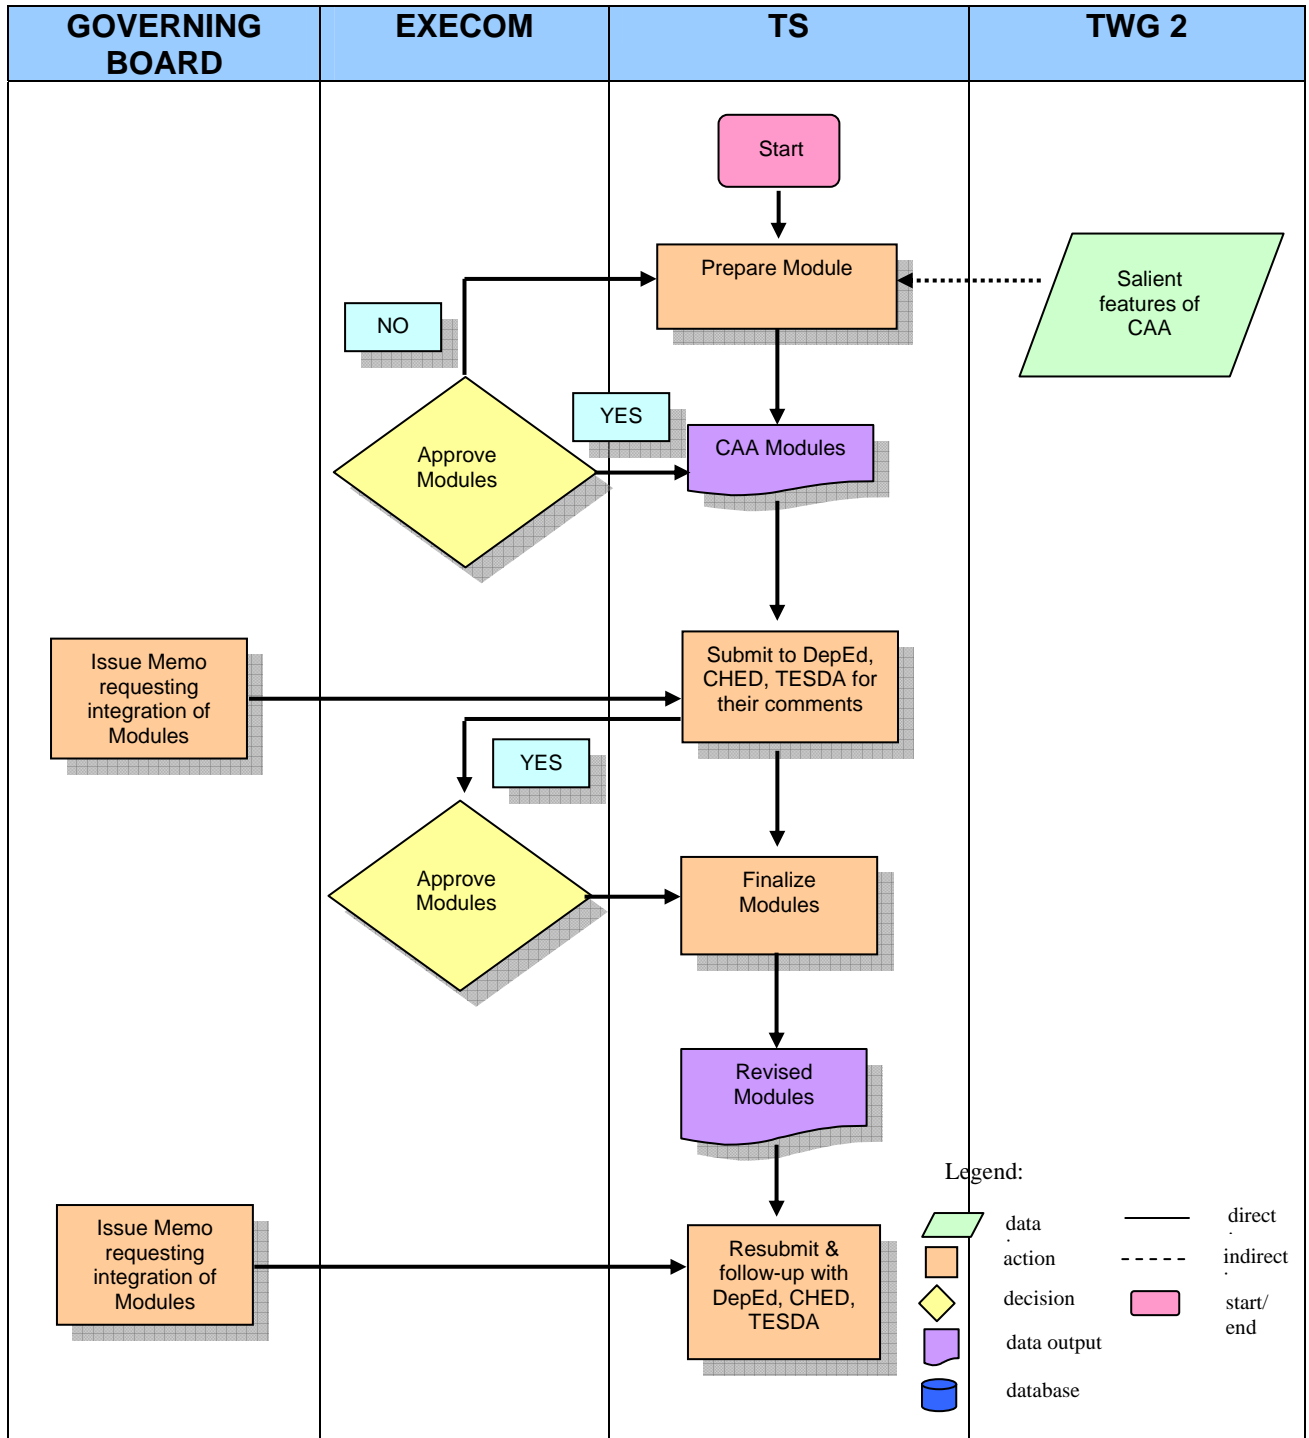 GOVERNING
BOARD
EXECOM
TS
TWG 2
Start
Prepare Module
Salient
features of
CAA
NO
YES
Approve
Modules
CAA Modules
Issue Memo
requesting
integration of
Modules
Submit to DepEd,
CHED, TESDA for
their comments
YES
Approve
Modules
Finalize
Modules
Revised
Modules
Issue Memo
requesting
integration of
Modules
Resubmit &
follow-up with
DepEd, CHED,
TESDA
Legend:
data
action
decision
data output
database
direct
indirect
start/
end